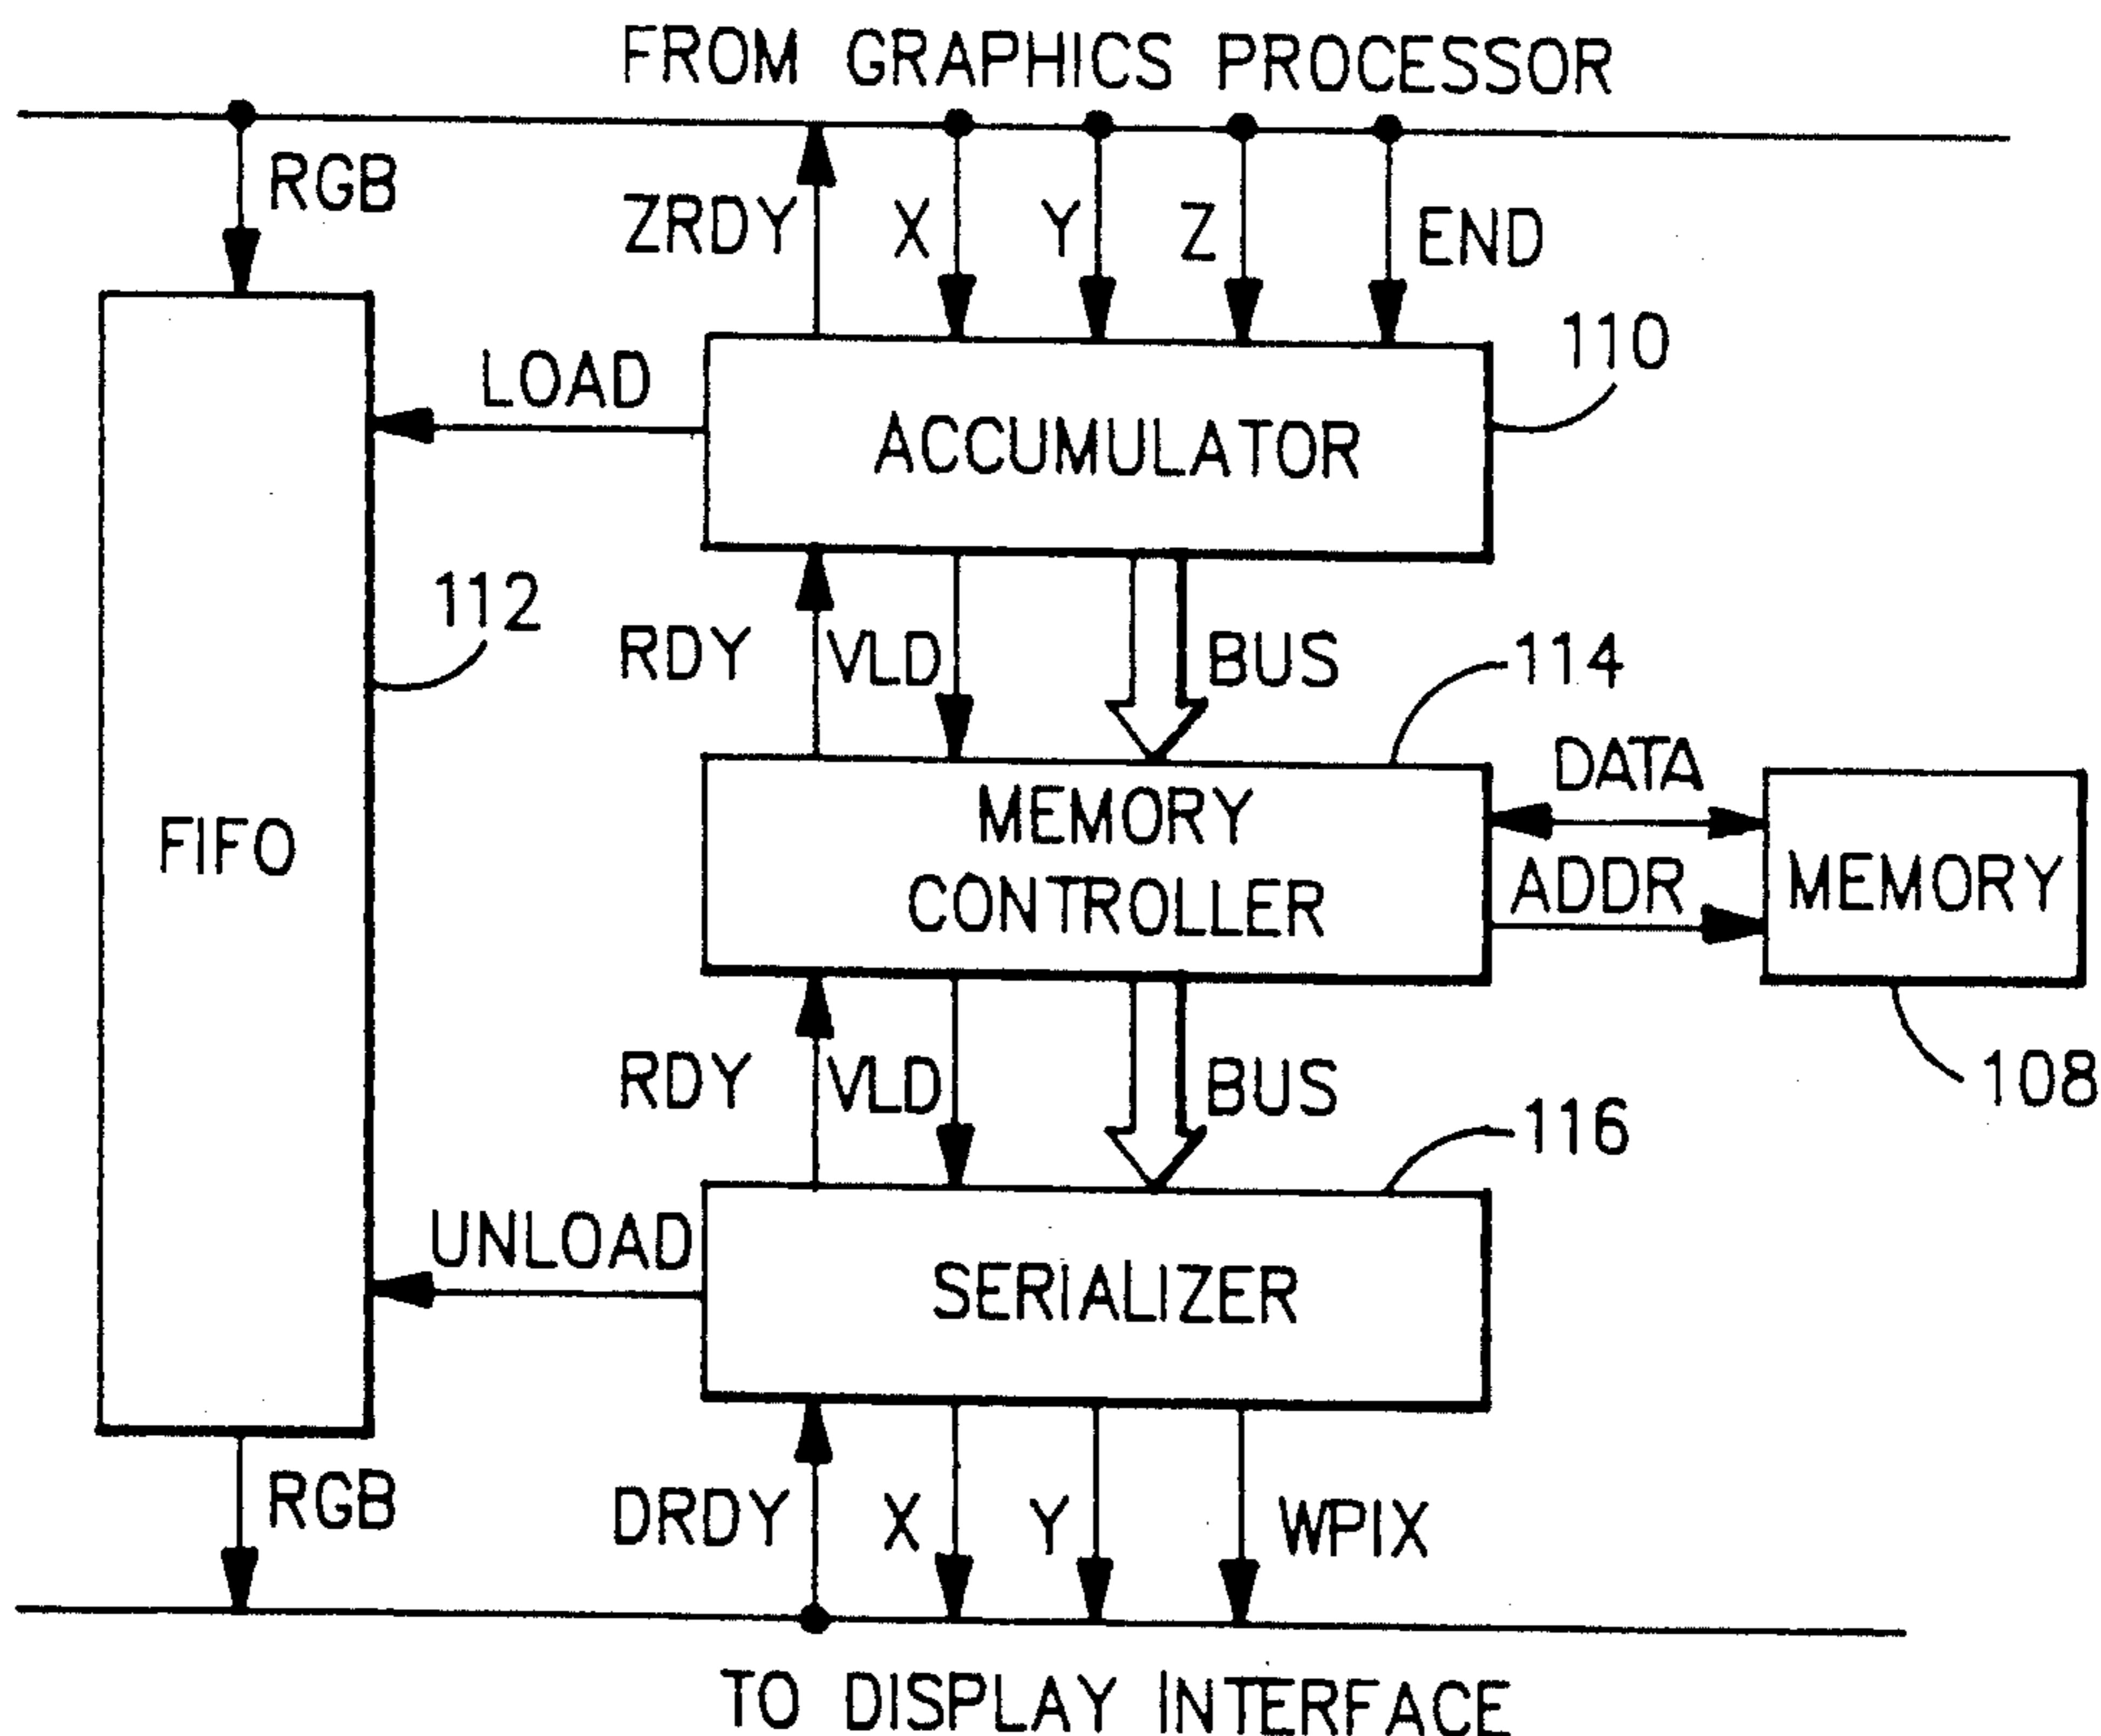 FROM GRAPHICS PROCESSOR
RGB
ZRDY
X
Y
Z
END
110
LOAD
ACCUMULATOR
112
RDY
VLD
BUS
114
DATA
MEMORY
CONTROLLER
FIFO
ADDR
MEMORY
108
RDY
VLD
BUS
116
UNLOAD
SERIALIZER
RGB
DRDY
X
Y
WPIX
TO DISPLAY INTERFACE